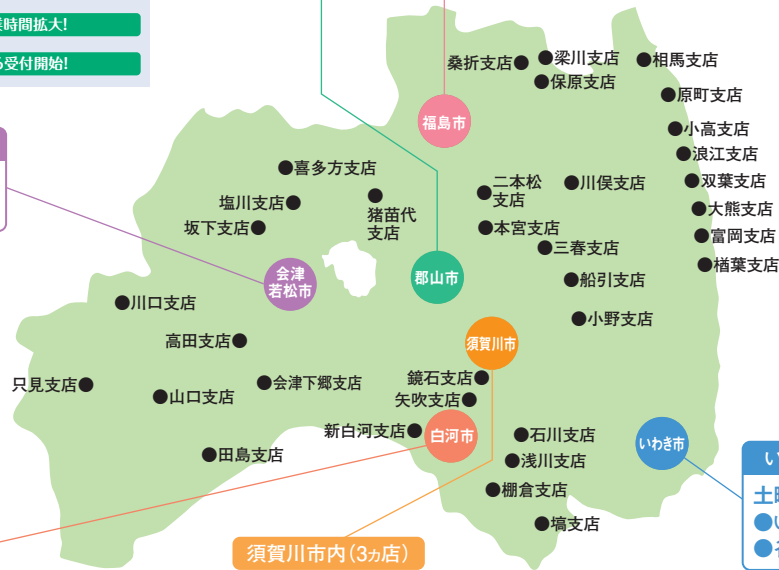 業時間拡大!
受付開始!
桑折支店
梁川支店
相馬支店
保原支店
原町支店
福島市
小高支店
浪江支店
喜多方支店
二本松
支店
川俣支店
双葉支店
塩川支店
猪苗代
支店
大熊支店
坂下支店
本宮支店
富岡支店
三春支店
楢葉支店
会津
若松市
郡山市
船引支店
川口支店
小野支店
高田支店
須賀川市
只見支店
会津下郷支店
鏡石支店
山口支店
矢吹支店
新白河支店
白河市
石川支店
いわき市
田島支店
浅川支店
棚倉支店
塙支店
須賀川市内(3ヵ店)
い
土